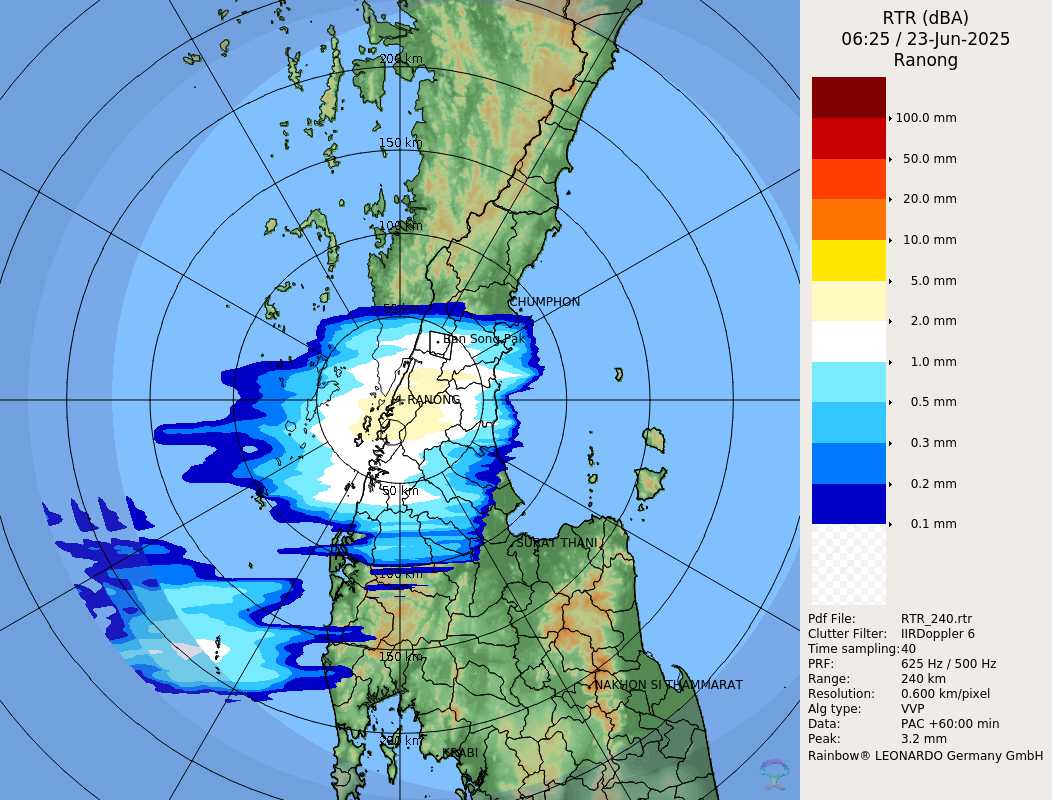 200 km
150 km
100 km
CHUMPHON
Ban Song Pak
RANONG
50 km
SURAT THANI
100 km
150 km
NAKHON SI THAMMARAT
200 km
KRABI
RTR (dBA)
06:25 / 23-Jun-2025
Ranong
100.0 mm
50.0 mm
20.0 mm
10.0 mm
5.0 mm
2.0 mm
1.0 mm
0.5 mm
0.3 mm
0.2 mm
0.1 mm
Pdf File: RTR_240.rtr
Clutter Filter: IIRDoppler 6
Time sampling:40
PRF: 625 Hz / 500 Hz
Range: 240 km
Resolution: 0.600 km/pixel
Alg type: VVP
Data: PAC +60:00 min
Peak: 3.2 mm
Rainbow® LEONARDO Germany GmbH